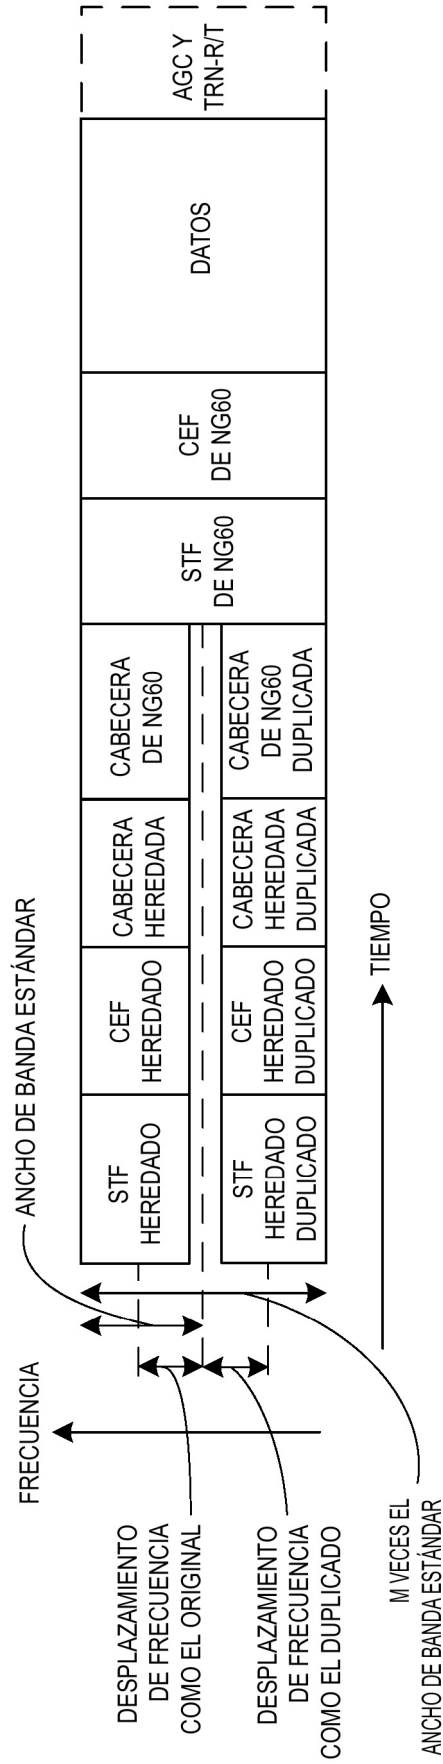 FRECUENCIA
ANCHO DE BANDA ESTÁNDAR
DESPLAZAMIENTO
DE FRECUENCIA
COMO EL ORIGINAL
DESPLAZAMIENTO
DE FRECUENCIA
COMO EL DUPLICADO
M VECES EL
ANCHO DE BANDA ESTÁNDAR
STF
HEREDADO
CEF
HEREDADO
CABECERA
HEREDADA
CABECERA
DE NG60
STF
HEREDADO
DUPLICADO
CEF
HEREDADO
DUPLICADO
CABECERA
HEREDADA
DUPLICADA
CABECERA
DE NG60
DUPLICADA
STF
DE NG60
CEF
DE NG60
DATOS
AGC Y
TRN-R/T
TIEMPO